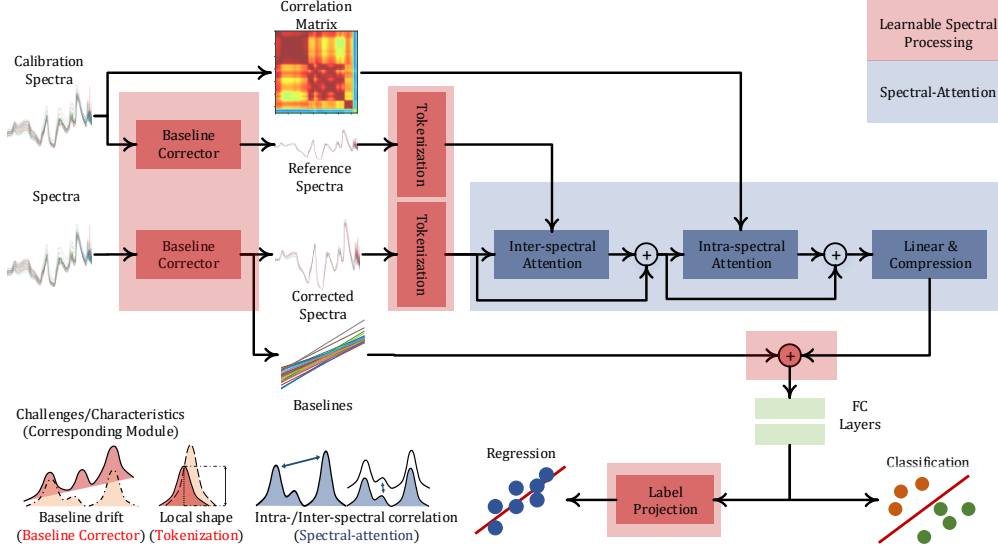 Correlation
Matrix
Learnable Spectral
Processing
Spectral-Attention
Calibration
Spectra
Baseline
Corrector
Reference
Spectra
Tokenization
Spectra
Baseline
Corrector
Corrected
Spectra
Tokenization
Inter-spectral
Attention
+
Intra-spectral
Attention
+
Linear &
Compression
Baselines
+
FC
Layers
Challenges/Characteristics
(Corresponding Module)
Baseline drift
(Baseline Corrector)
Local shape
(Tokenization)
Intra-/Inter-spectral correlation
(Spectral-attention)
Regression
Label
Projection
Classification